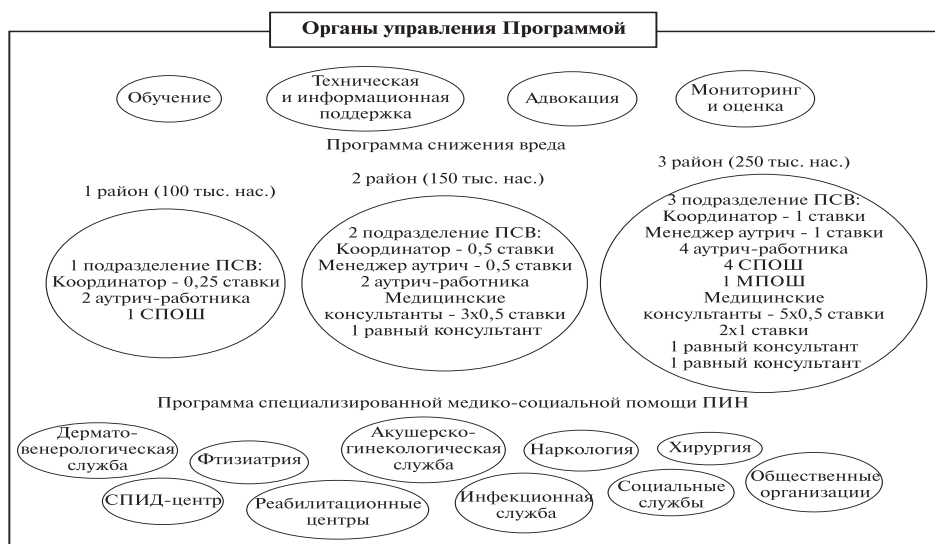 Органы управления Программой
Обучение
Техническая
и информационная
поддержка
Адвокация
Мониторинг
и оценка
Программа снижения вреда
1 район (100 тыс. нас.)
2 район (150 тыс. нас.)
3 район (250 тыс. нас.)
1 подразделение ПСВ:
Координатор - 0,25 ставки
2 аутрич-работника
1 СПОШ
2 подразделение ПСВ:
Координатор - 0,5 ставки
Менеджер аутрич - 0,5 ставки
2 аутрич-работника
Медицинские
консультанты - 3х0,5 ставки
1 равный консультант
3 подразделение ПСВ:
Координатор - 1 ставки
Менеджер аутрич - 1 ставки
4 аутрич-работника
4 СПОШ
1 МПОШ
Медицинские
консультанты - 5х0,5 ставки
2х1 ставки
1 равный консультант
1 равный консультант
Программа специализированной медико-социальной помощи ПИН
Дермато-
венерологическая
служба
Фтизиатрия
Акушерско-
гинекологическая
служба
Наркология
Хирургия
Общественные
организации
СПИД-центр
Реабилитационные
центры
Инфекционная
служба
Социальные
службы